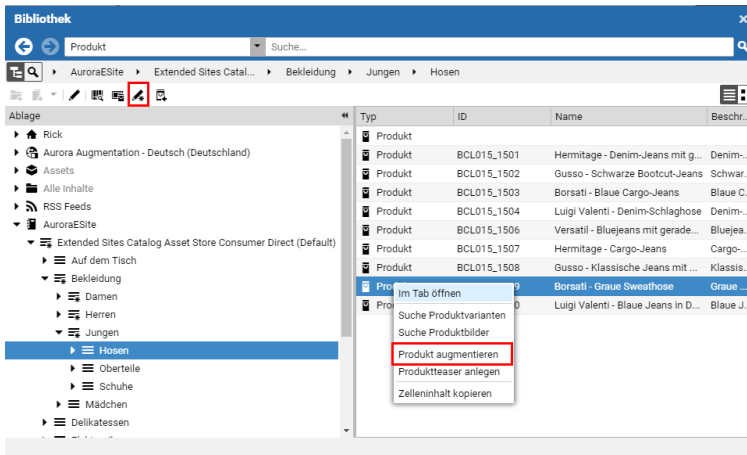 Bibliothek
Produkt Suche...
AuroraESite Extended Sites Catal... Bekleidung Jungen Hosen
Ablage
Rick
Aurora Augmentation - Deutsch (Deutschland)
Assets
Alle Inhalte
RSS Feeds
AuroraESite
Extended Sites Catalog Asset Store Consumer Direct (Default)
Auf dem Tisch
Bekleidung
Damen
Herren
Jungen
Hosen
Oberteile
Schuhe
Mädchen
Delikatessen
Typ ID Name Beschr...
Produkt
Produkt BCL015_1501 Hermitage - Denim-Jeans mit g... Denim-...
Produkt BCL015_1502 Gusso - Schwarze Bootcut-Jeans Schwar...
Produkt BCL015_1503 Borsati - Blaue Cargo-Jeans Blaue C...
Produkt BCL015_1504 Luigi Valenti - Denim-Schlaghose Denim-...
Produkt BCL015_1506 Versatil - Bluejeans mit gerade... Bluejea...
Produkt BCL015_1507 Hermitage - Cargo-Jeans Cargo-...
Produkt BCL015_1508 Gusso - Klassische Jeans mit ... Klassis...
Borsati - Graue Sweathose Graue ...
Luigi Valenti - Blaue Jeans in D... Blaue J...
Im Tab öffnen
Suche Produktvarianten
Suche Produktbilder
Produkt augmentieren
Produktteaser anlegen
Zelleninhalt kopieren